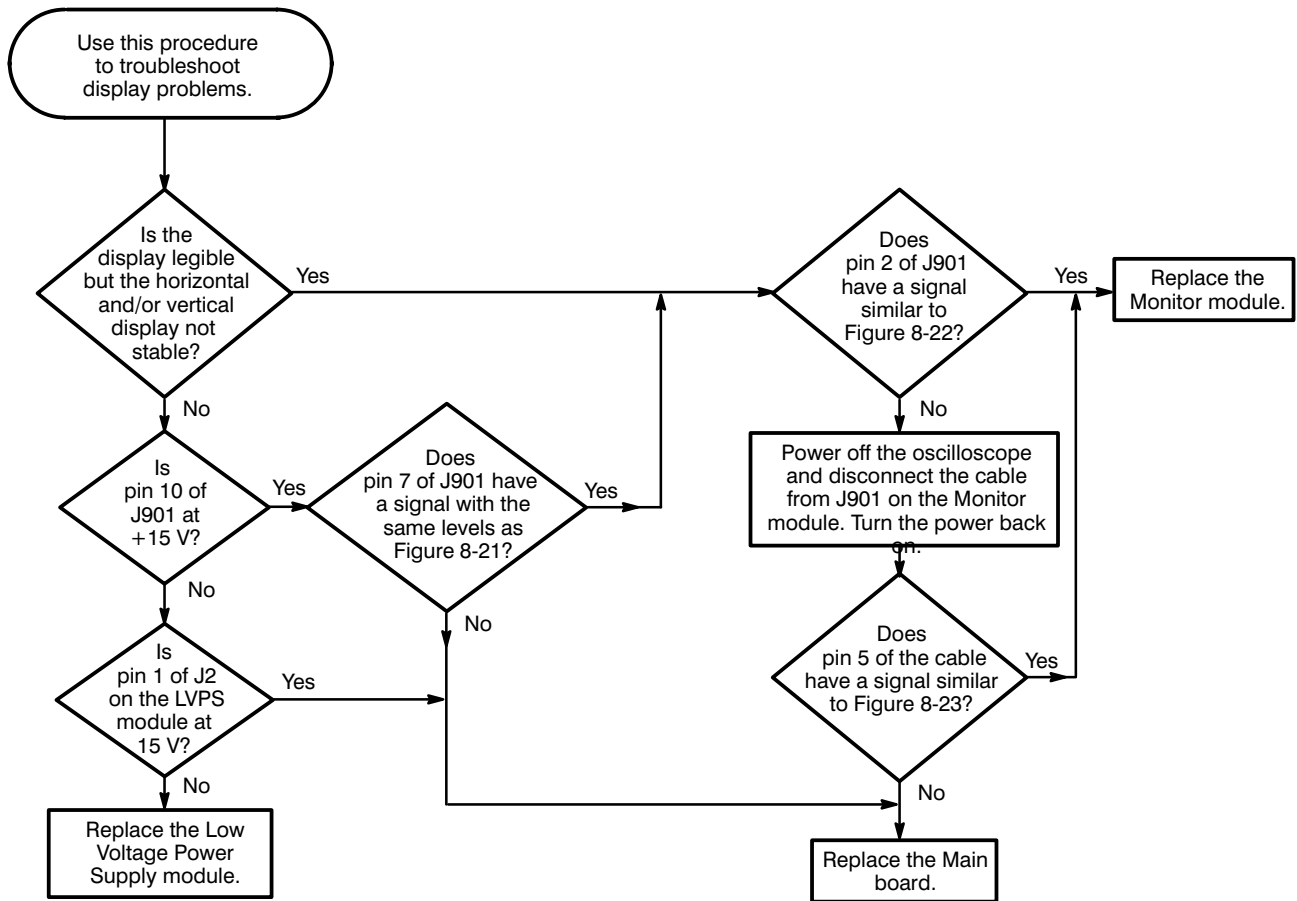 Use this procedure
to troubleshoot
display problems.
Is the
display legible
but the horizontal
and/or vertical
display not
stable?
Yes
No
Does
pin 2 of J901
have a signal
similar to
Figure 8-22?
Yes
No
Replace the
Monitor module.
Is
pin 10 of
J901 at
+15 V?
Yes
No
Does
pin 7 of J901 have
a signal with the
same levels as
Figure 8-21?
Yes
No
Power off the oscilloscope
and disconnect the cable
from J901 on the Monitor
module. Turn the power back
on.
Is
pin 1 of J2
on the LVPS
module at
15 V?
Yes
No
Does
pin 5 of the cable
have a signal similar
to Figure 8-23?
Yes
No
Replace the Low
Voltage Power
Supply module.
Replace the Main
board.